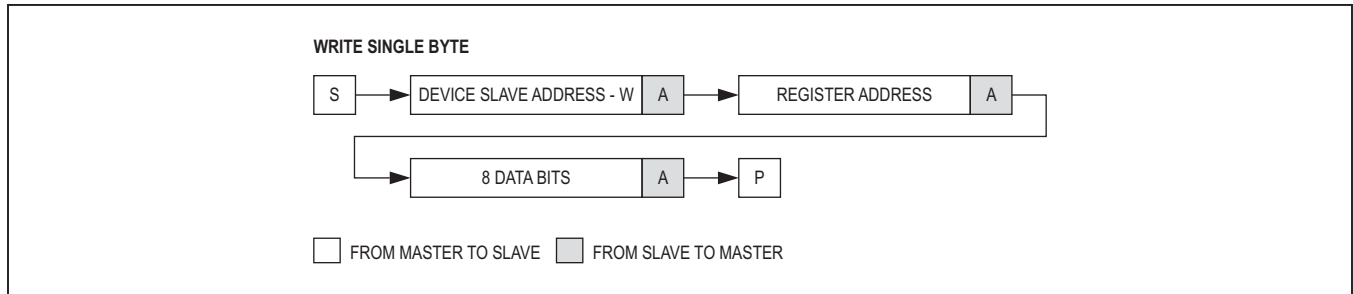 WRITE SINGLE BYTE
S DEVICE SLAVE ADDRESS - W A REGISTER ADDRESS A
8 DATA BITS A P
FROM MASTER TO SLAVE FROM SLAVE TO MASTER